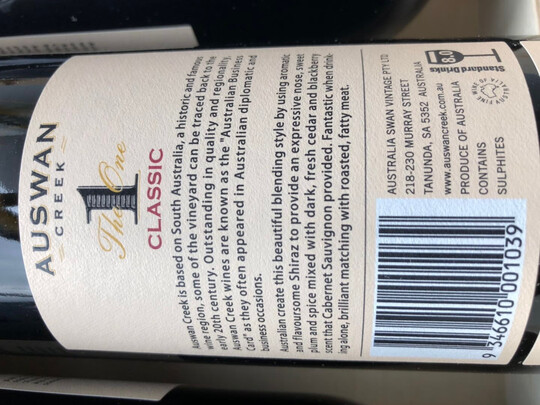 AUSWAN
CREEK
The One
1
CLASSIC
Auswan Creek is based on South Australia, a historic and famous
wine region, some of the vineyard can be traced back to the
early 20th century. Outstanding in quality and regionality,
Auswan Creek wines are known as the "Australian Business
Card" as they often appeared in Australian diplomatic and
business occasions.
Australian create this beautiful blending style by using aromatic
and flavoursome Shiraz to provide an expressive nose, sweet
plum and spice mixed with dark, fresh cedar and blackberry
scent that Cabernet Sauvignon provided. Fantastic when drink-
ing alone, brilliant matching with roasted, fatty meat.
AUSTRALIA SWAN VINTAGE PTY LTD
218-230 MURRAY STREET
TANUNDA, SA 5352 AUSTRALIA
www.auswancreek.com.au
PRODUCE OF AUSTRALIA
CONTAINS
SULPHITES
8.0
Standard Drinks
9 346610 001039